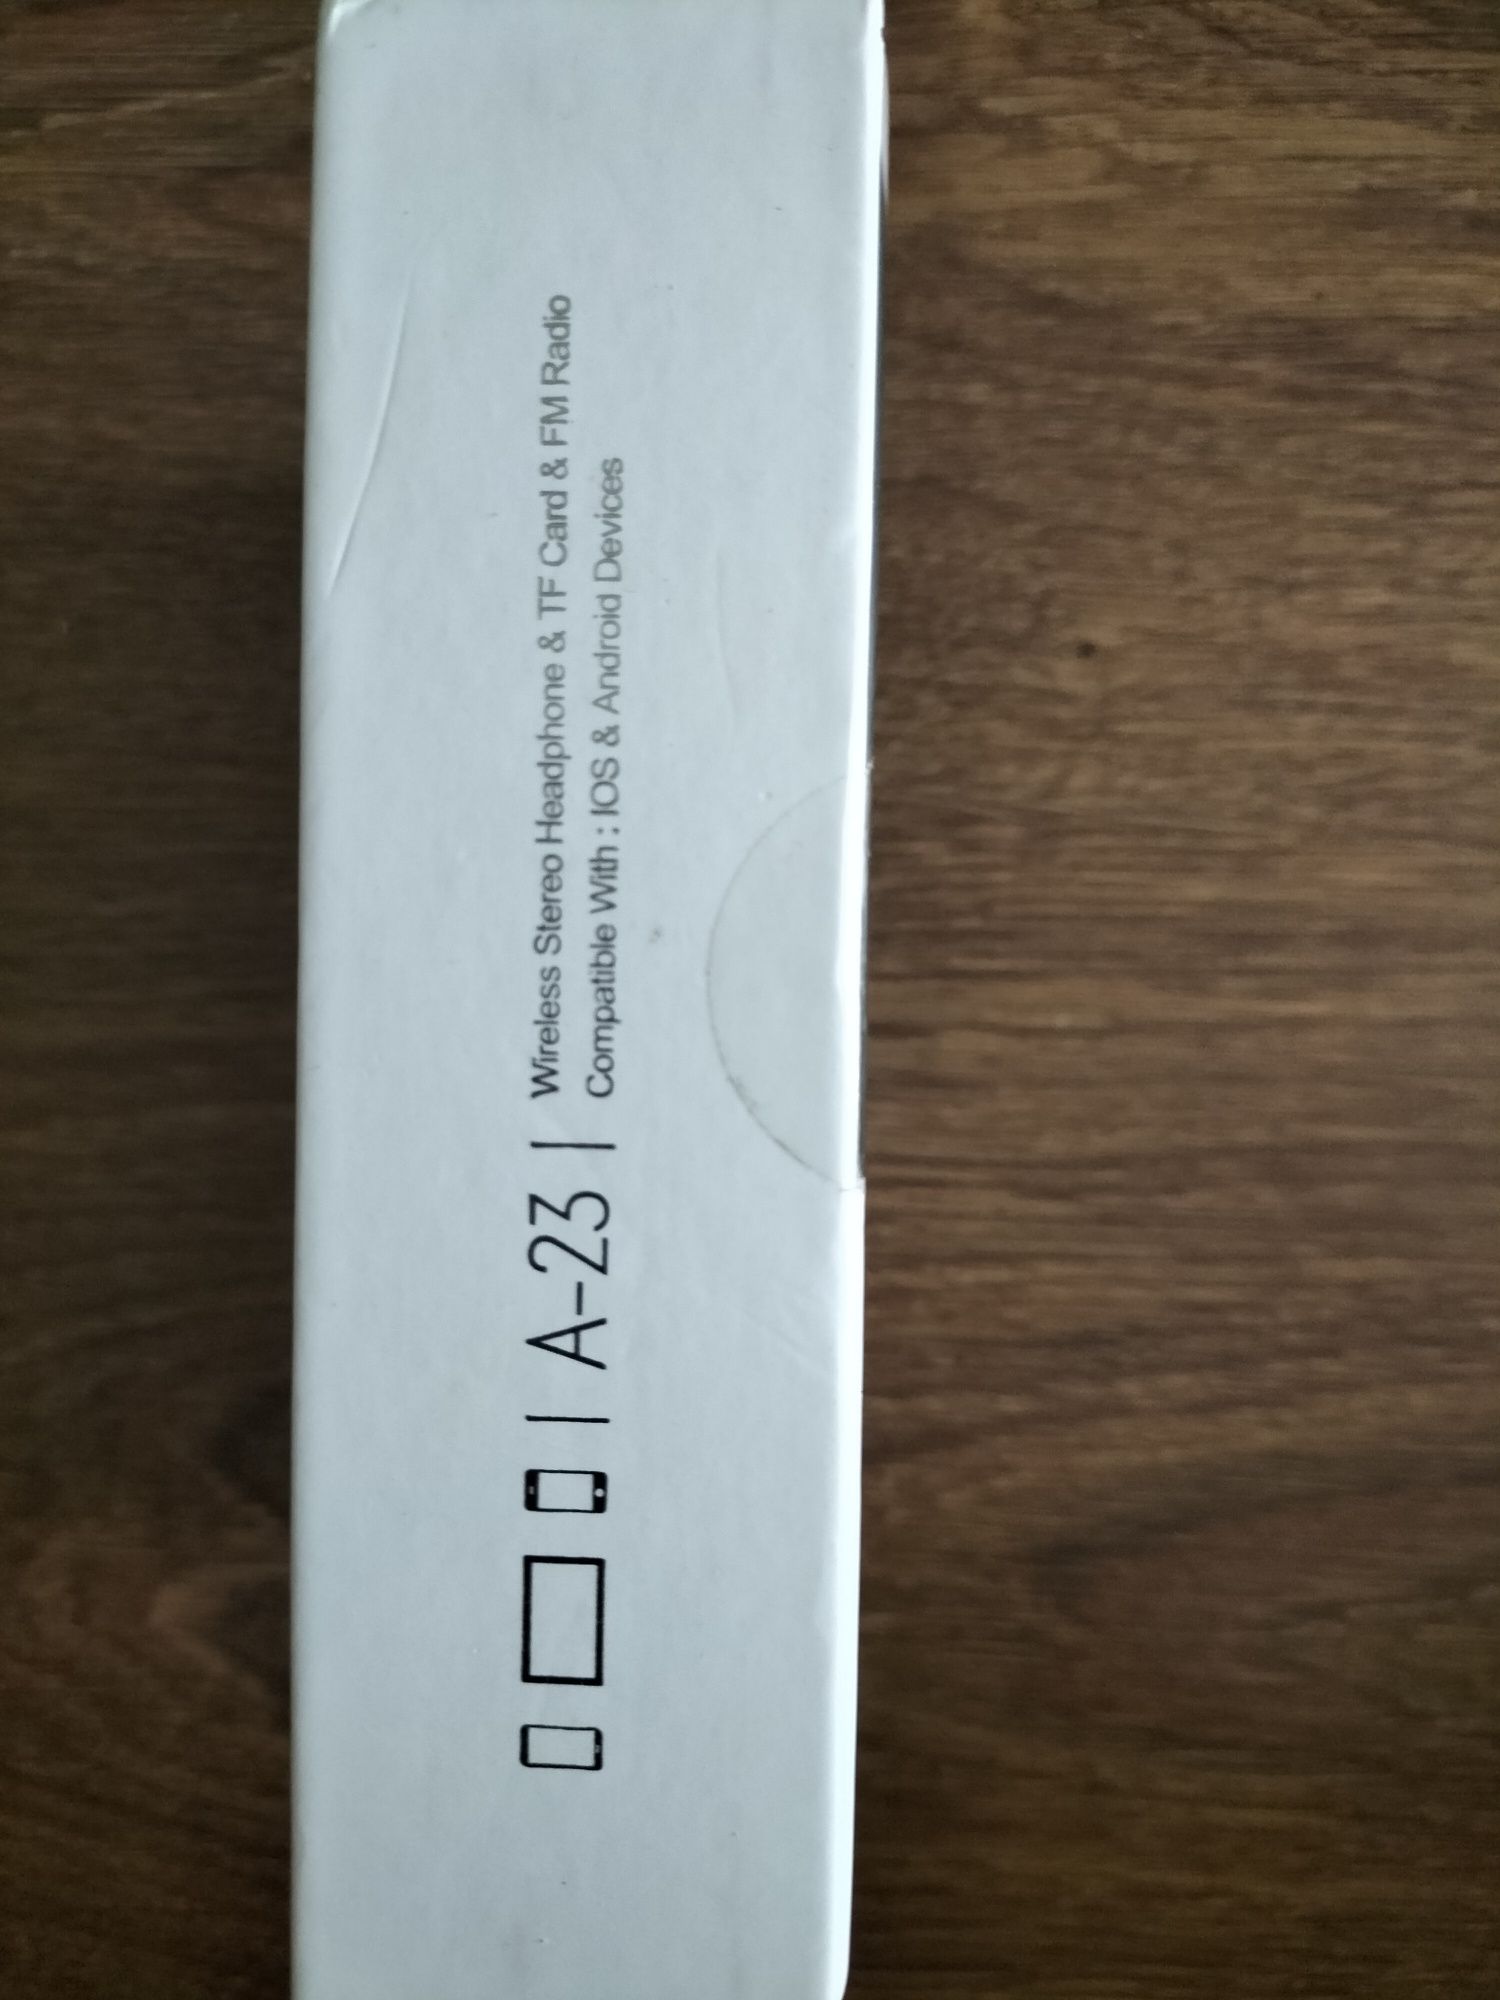 A-23
Wireless Stereo Headphone & TF Card & FM Radio
Compatible With : IOS & Android Devices